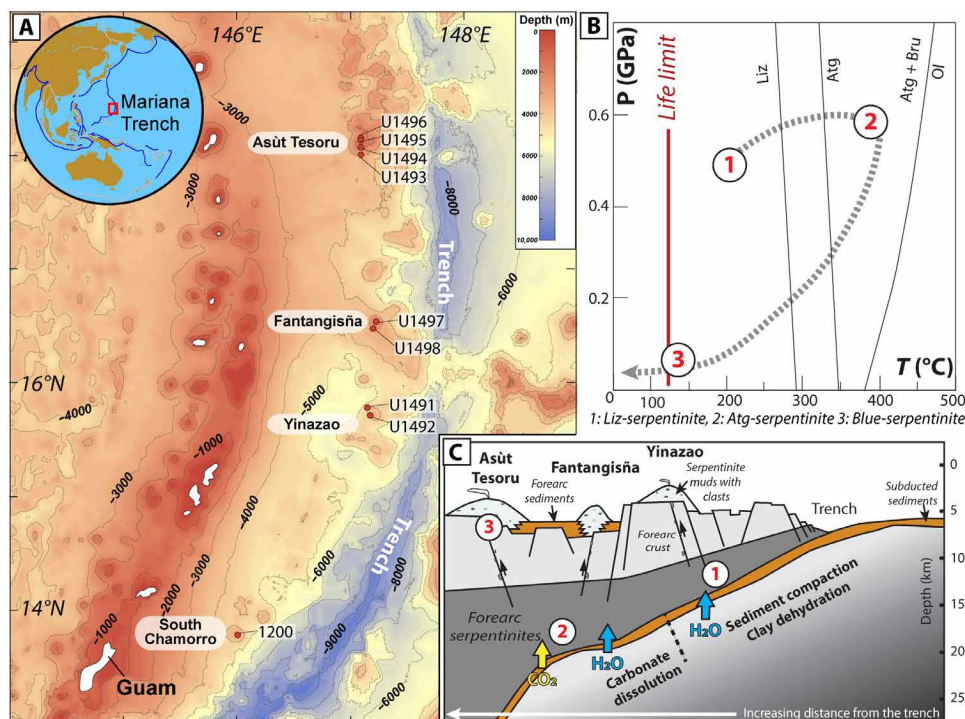 A
146°E
148°E
Depth (m)
0
2000
4000
6000
8000
10,000
Mariana
Trench
-3000
-3000
U1496
U1495
Asùt Tesoru
U1494
U1493
-8000
Trench
-6000
Fantangisña
U1497
U1498
16°N
-5000
-4000
U1491
Yinazao
U1492
-1000
-3000
-4000
Trench
-6000
-8000
-3000
14°N
-2000
-1000
South
Chamorro
1200
-9000
-4000
Guam
-6000
B
P (GPa)
Life limit
Liz
Atg
Atg + Bru
Ol
0.6
0.4
0.2
1
2
3
T (°C)
0
100
200
300
400
500
1: Liz-serpentinite, 2: Atg-serpentinite 3: Blue-serpentinite
C
Asùt
Tesoru
Fantangisña
Yinazao
Forearc
sediments
Serpentinite
muds with
clasts
Subducted
sediments
Trench
3
Forearc
crust
1
Forearc
serpentinites
2
CO₂
H₂O
H₂O
Carbonate
dissolution
Sediment compaction
Clay dehydration
0
5
10
15
20
25
Depth (km)
Increasing distance from the trench